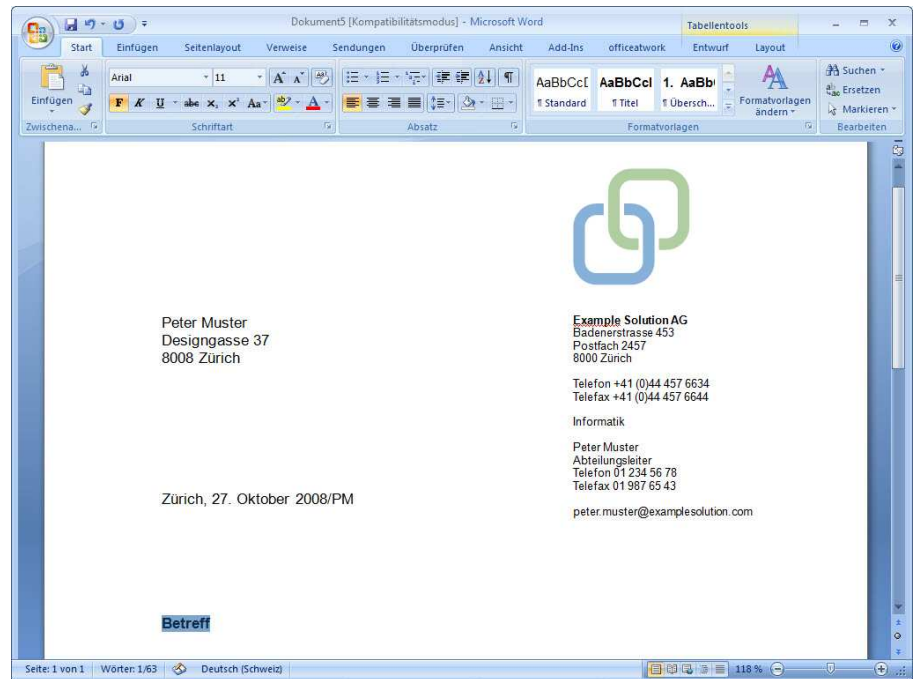 Dokument5 [Kompatibilitätsmodus] - Microsoft Word
Tabellentools
Start Einfügen Seitenlayout Verweise Sendungen Überprüfen Ansicht Add-Ins officeatwork Entwurf Layout
Einfügen
Zwischena...
Arial 11
F K U abc x, x² Aa ab A
Schriftart
Absatz
AaBbCcI AaBbCcI 1. AaBb
¶ Standard ¶ Titel ¶ Übersch...
Formatvorlagen ändern
Formatvorlagen
Suchen
Ersetzen
Markieren
Bearbeiten
Peter Muster
Designgasse 37
8008 Zürich
Zürich, 27. Oktober 2008/PM
Betreff
Example Solution AG
Badenerstrasse 453
Postfach 2457
8000 Zürich
Telefon +41 (0)44 457 6634
Telefax +41 (0)44 457 6644
Informatik
Peter Muster
Abteilungsleiter
Telefon 01 234 56 78
Telefax 01 987 65 43
peter.muster@examplesolution.com
Seite: 1 von 1 Wörter: 1/63 Deutsch (Schweiz) 118 %